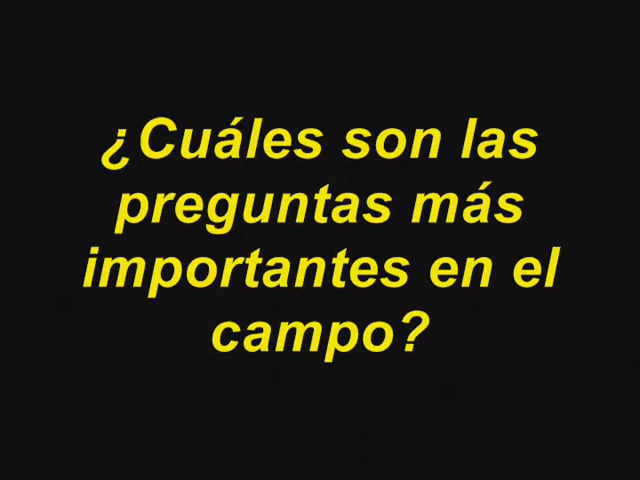 ¿Cuáles son las
preguntas más
importantes en el
campo?